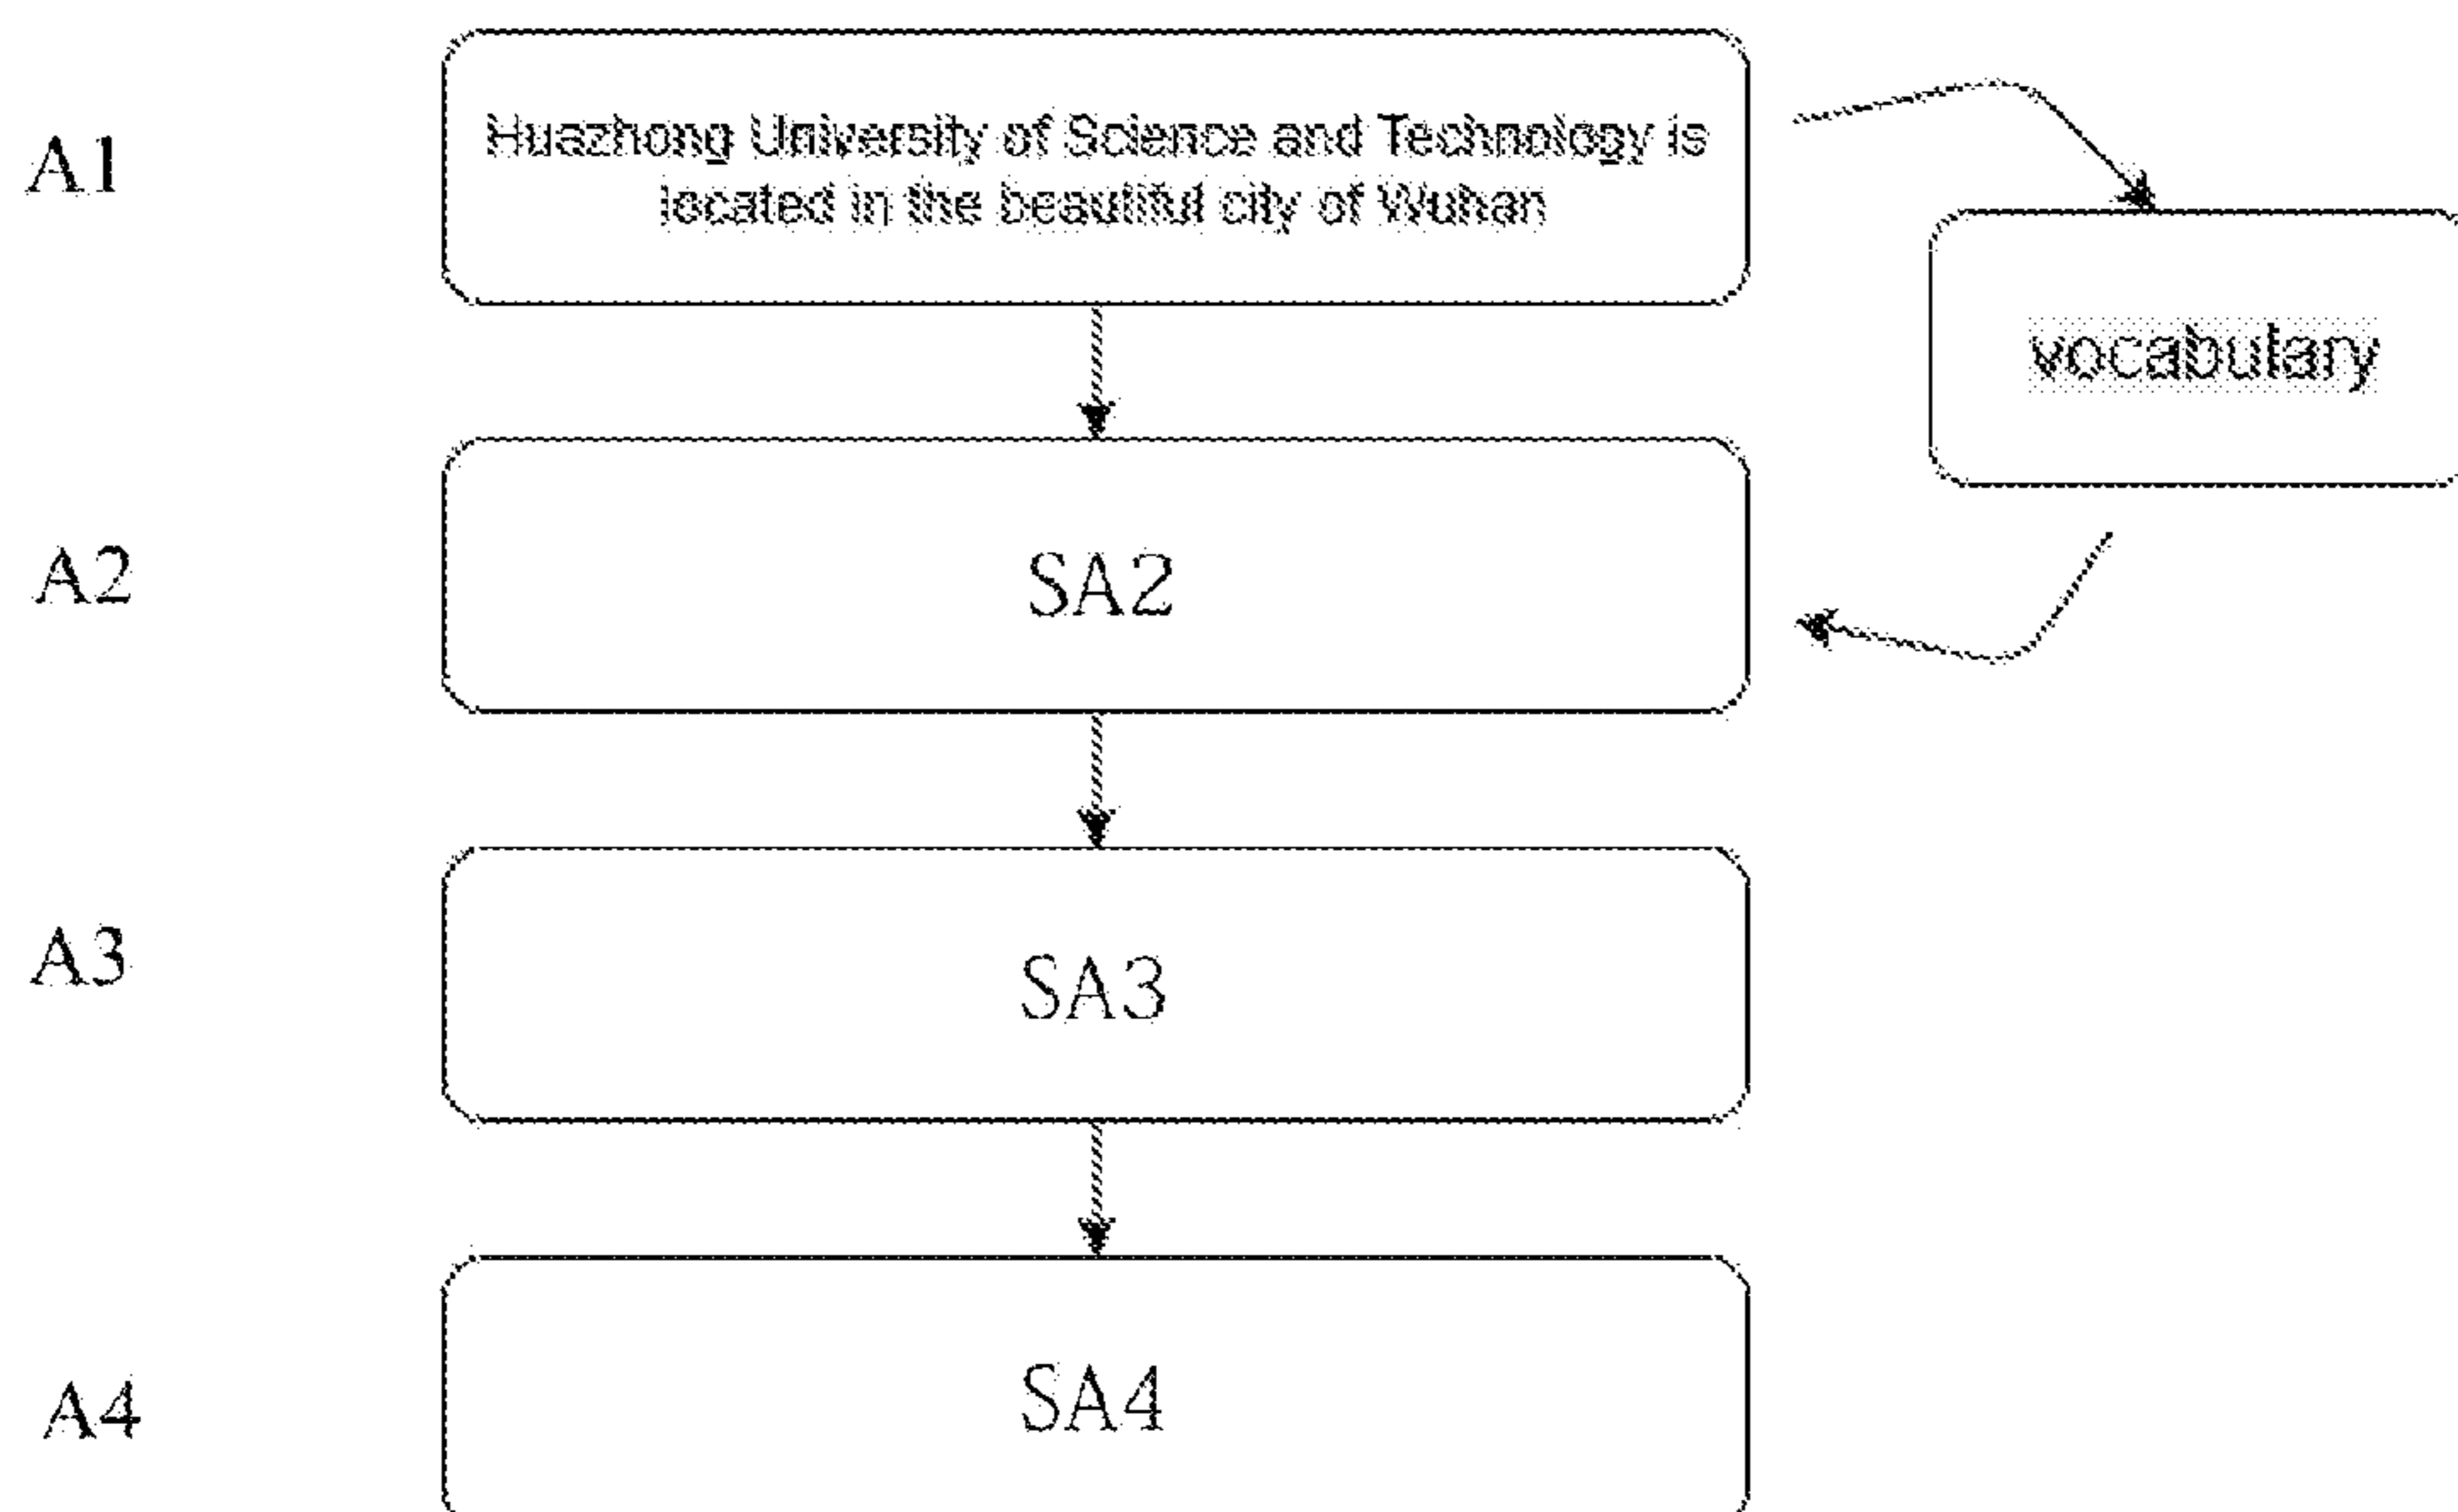 A1
Huazhong University of Science and Technology is
located in the beautiful city of Wuhan
vocabulary
A2
SA2
A3
SA3
A4
SA4